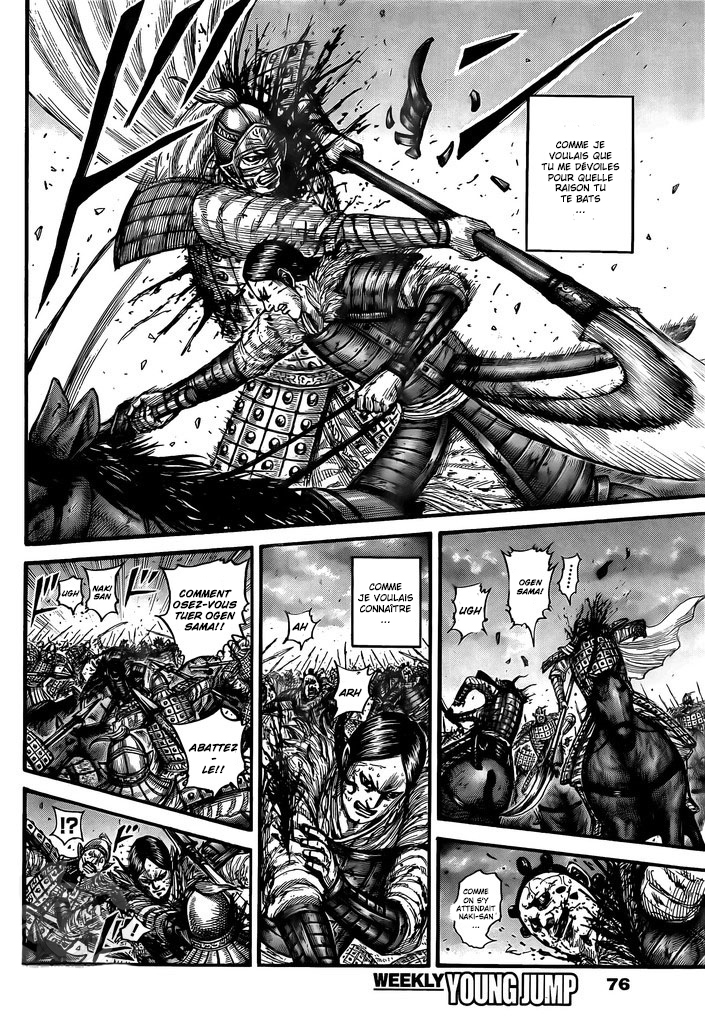 COMME JE
VOULAIS QUE
TU ME DÉVOILES
POUR QUELLE
RAISON TU
TE BATS
...
......
OGEN
SAMA!
UGH
COMME
JE VOULAIS
CONNAÎTRE
...
AH
ARH
COMMENT
OSEZ-VOUS
TUER OGEN
SAMA!!
NAKI
SAN
UGH
ABATTEZ
-LE!!
COMME
ON S'Y
ATTENDAIT
NAKI-SAN
...
!?
WEEKLY YOUNG JUMP 76